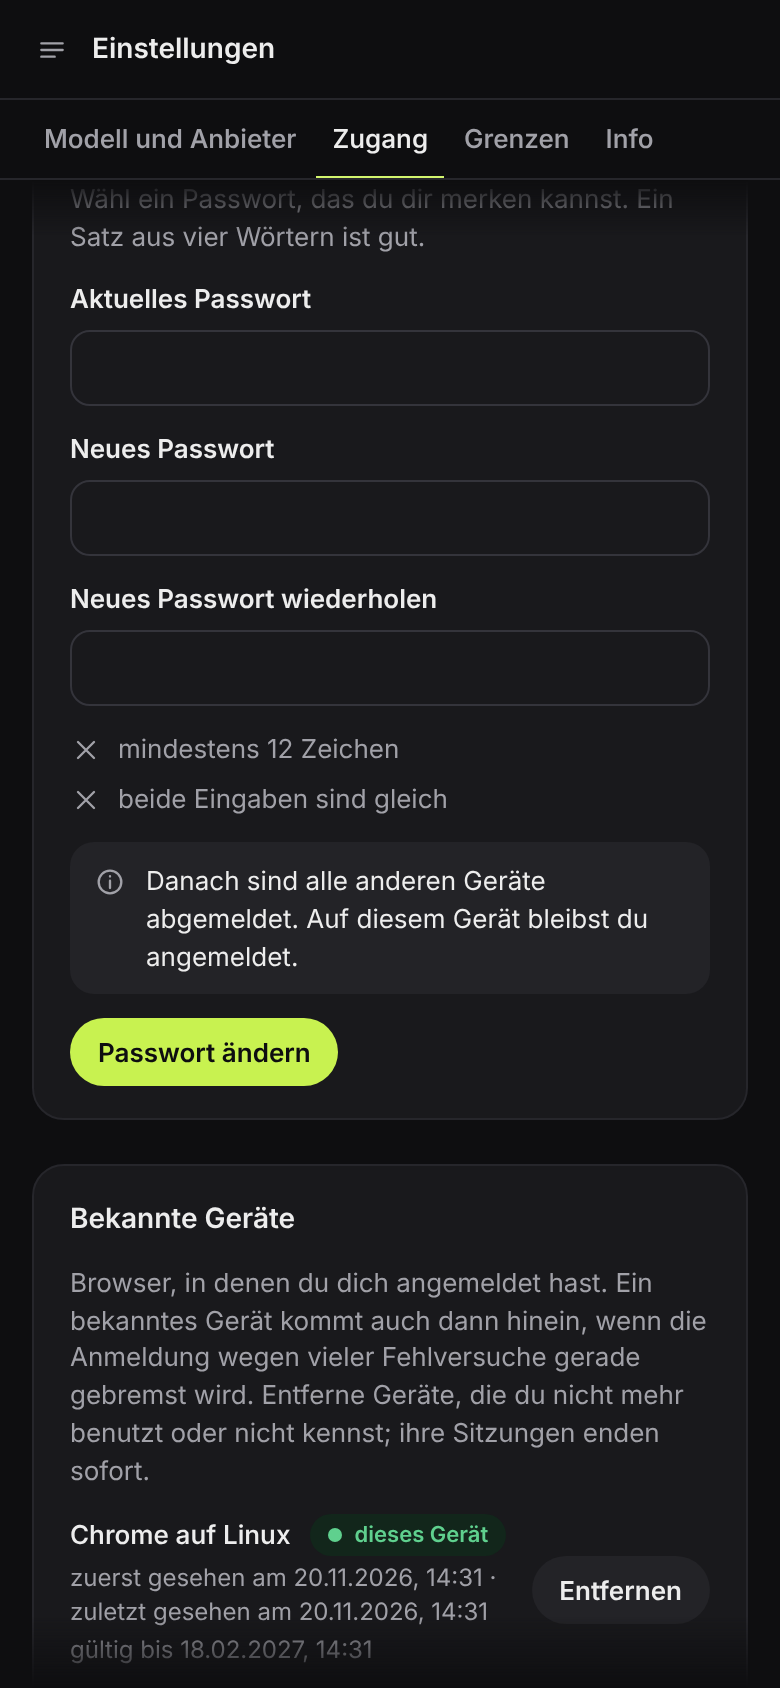 Einstellungen
Modell und Anbieter Zugang Grenzen Info
Wähl ein Passwort, das du dir merken kannst. Ein
Satz aus vier Wörtern ist gut.
Aktuelles Passwort
Neues Passwort
Neues Passwort wiederholen
mindestens 12 Zeichen
beide Eingaben sind gleich
Danach sind alle anderen Geräte
abgemeldet. Auf diesem Gerät bleibst du
angemeldet.
Passwort ändern
Bekannte Geräte
Browser, in denen du dich angemeldet hast. Ein
bekanntes Gerät kommt auch dann hinein, wenn die
Anmeldung wegen vieler Fehlversuche gerade
gebremst wird. Entferne Geräte, die du nicht mehr
benutzt oder nicht kennst; ihre Sitzungen enden
sofort.
Chrome auf Linux dieses Gerät
zuerst gesehen am 20.11.2026, 14:31 ·
zuletzt gesehen am 20.11.2026, 14:31
Entfernen
gültig bis 18.02.2027, 14:31